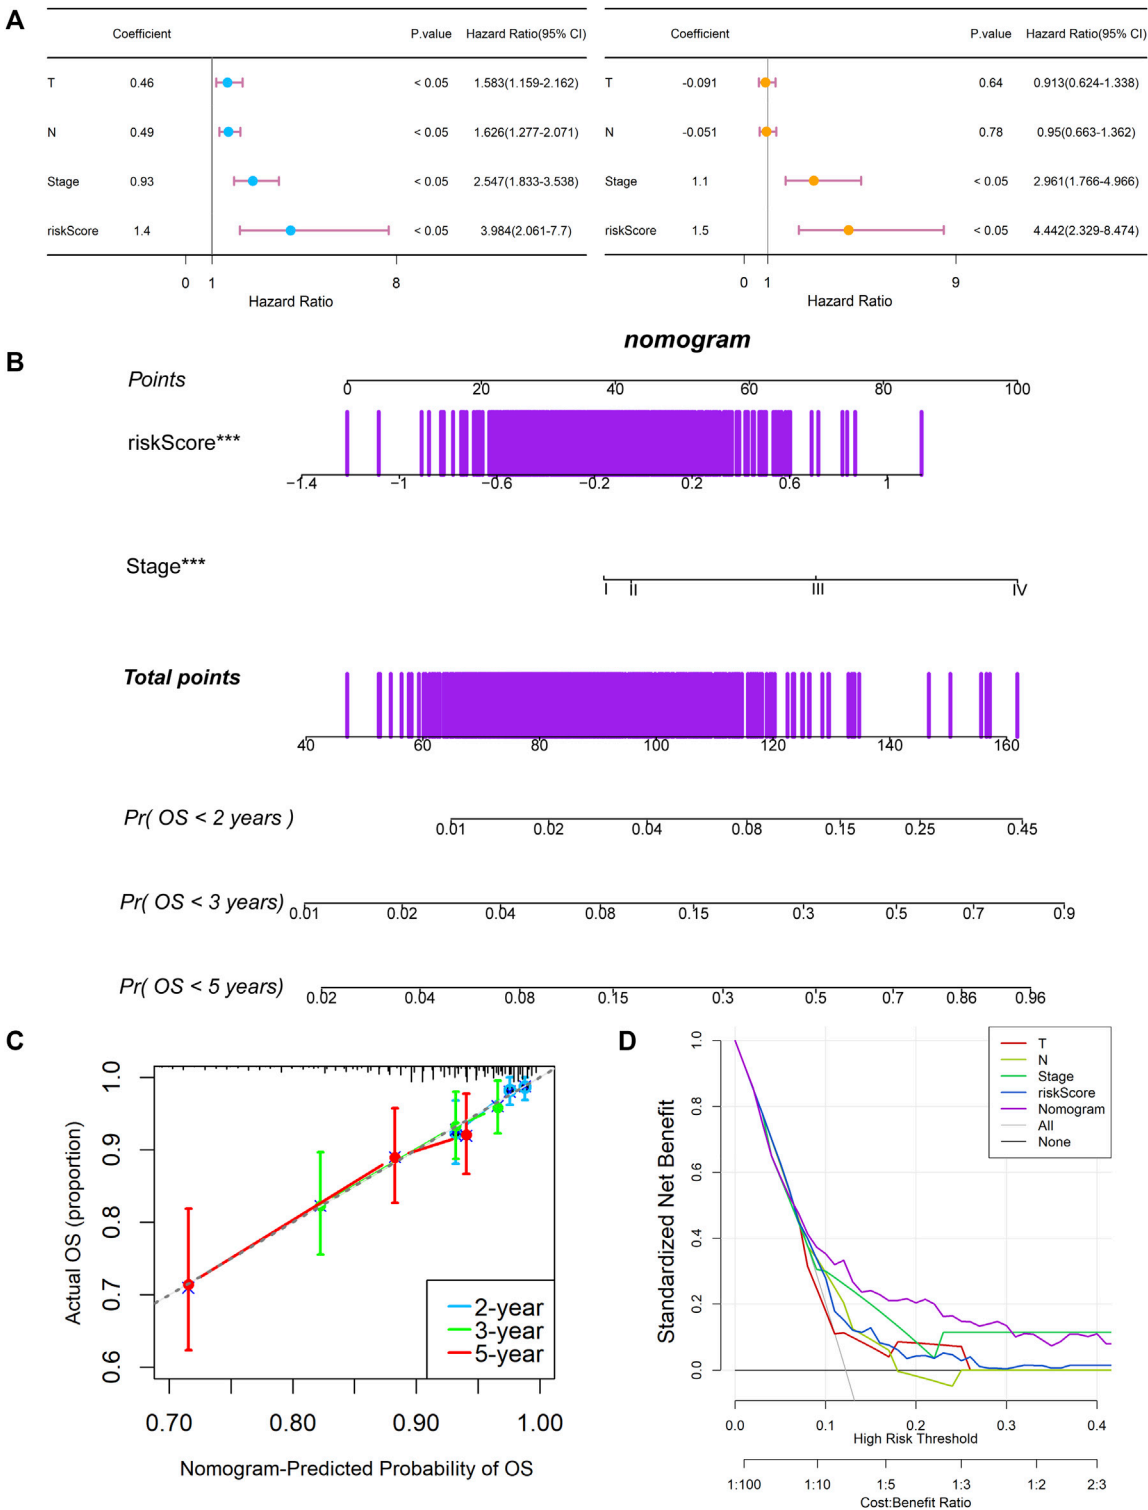 A
Coefficient P.value Hazard Ratio(95% CI)
T 0.46 < 0.05 1.583(1.159-2.162)
N 0.49 < 0.05 1.626(1.277-2.071)
Stage 0.93 < 0.05 2.547(1.833-3.538)
riskScore 1.4 < 0.05 3.984(2.061-7.7)
0 1 8
Hazard Ratio
Coefficient P.value Hazard Ratio(95% CI)
T -0.091 0.64 0.913(0.624-1.338)
N -0.051 0.78 0.95(0.663-1.362)
Stage 1.1 < 0.05 2.961(1.766-4.966)
riskScore 1.5 < 0.05 4.442(2.329-8.474)
0 1 9
Hazard Ratio
B
nomogram
Points
0 20 40 60 80 100
riskScore***
−1.4 −1 −0.6 −0.2 0.2 0.6 1
Stage***
I II III IV
Total points
40 60 80 100 120 140 160
Pr( OS < 2 years )
0.01 0.02 0.04 0.08 0.15 0.25 0.45
Pr( OS < 3 years)
0.01 0.02 0.04 0.08 0.15 0.3 0.5 0.7 0.9
Pr( OS < 5 years)
0.02 0.04 0.08 0.15 0.3 0.5 0.7 0.86 0.96
C
Actual OS (proportion)
1.0
0.9
0.8
0.7
0.6
2-year
3-year
5-year
0.70 0.80 0.90 1.00
Nomogram-Predicted Probability of OS
D
Standardized Net Benefit
1.0
0.8
0.6
0.4
0.2
0.0
T
N
Stage
riskScore
Nomogram
All
None
0.0 0.1 0.2 0.3 0.4
High Risk Threshold
1:100 1:10 1:5 1:3 1:2 2:3
Cost:Benefit Ratio